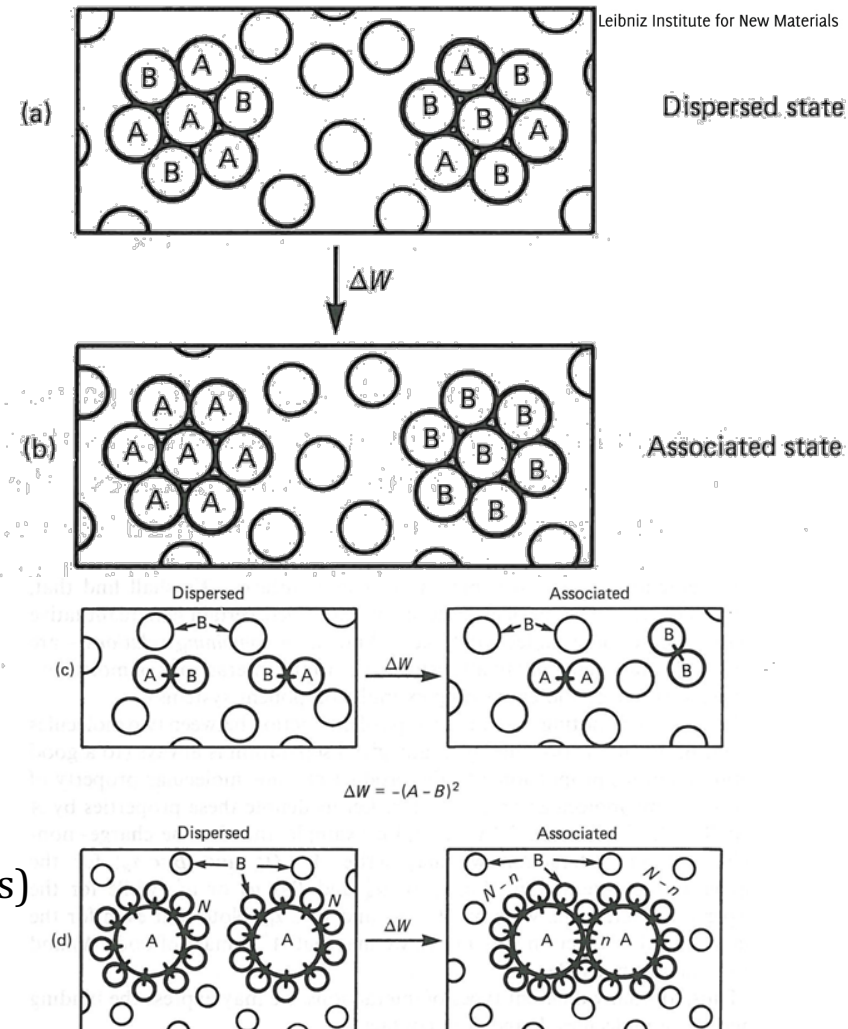 Leibniz Institute for New Materials
(a)
B
A
B
A
A
B
A
A
B
B
B
A
A
B
Dispersed state
ΔW
(b)
A
A
A
A
A
A
A
B
B
B
B
B
B
B
Associated state
Dispersed
Associated
(c)
B
A
B
B
A
ΔW
B
A
A
B
B
ΔW = -(A - B)²
Dispersed
Associated
s)
(d)
B
N
N
A
A
ΔW
B
N-n
N-n
A
n
A